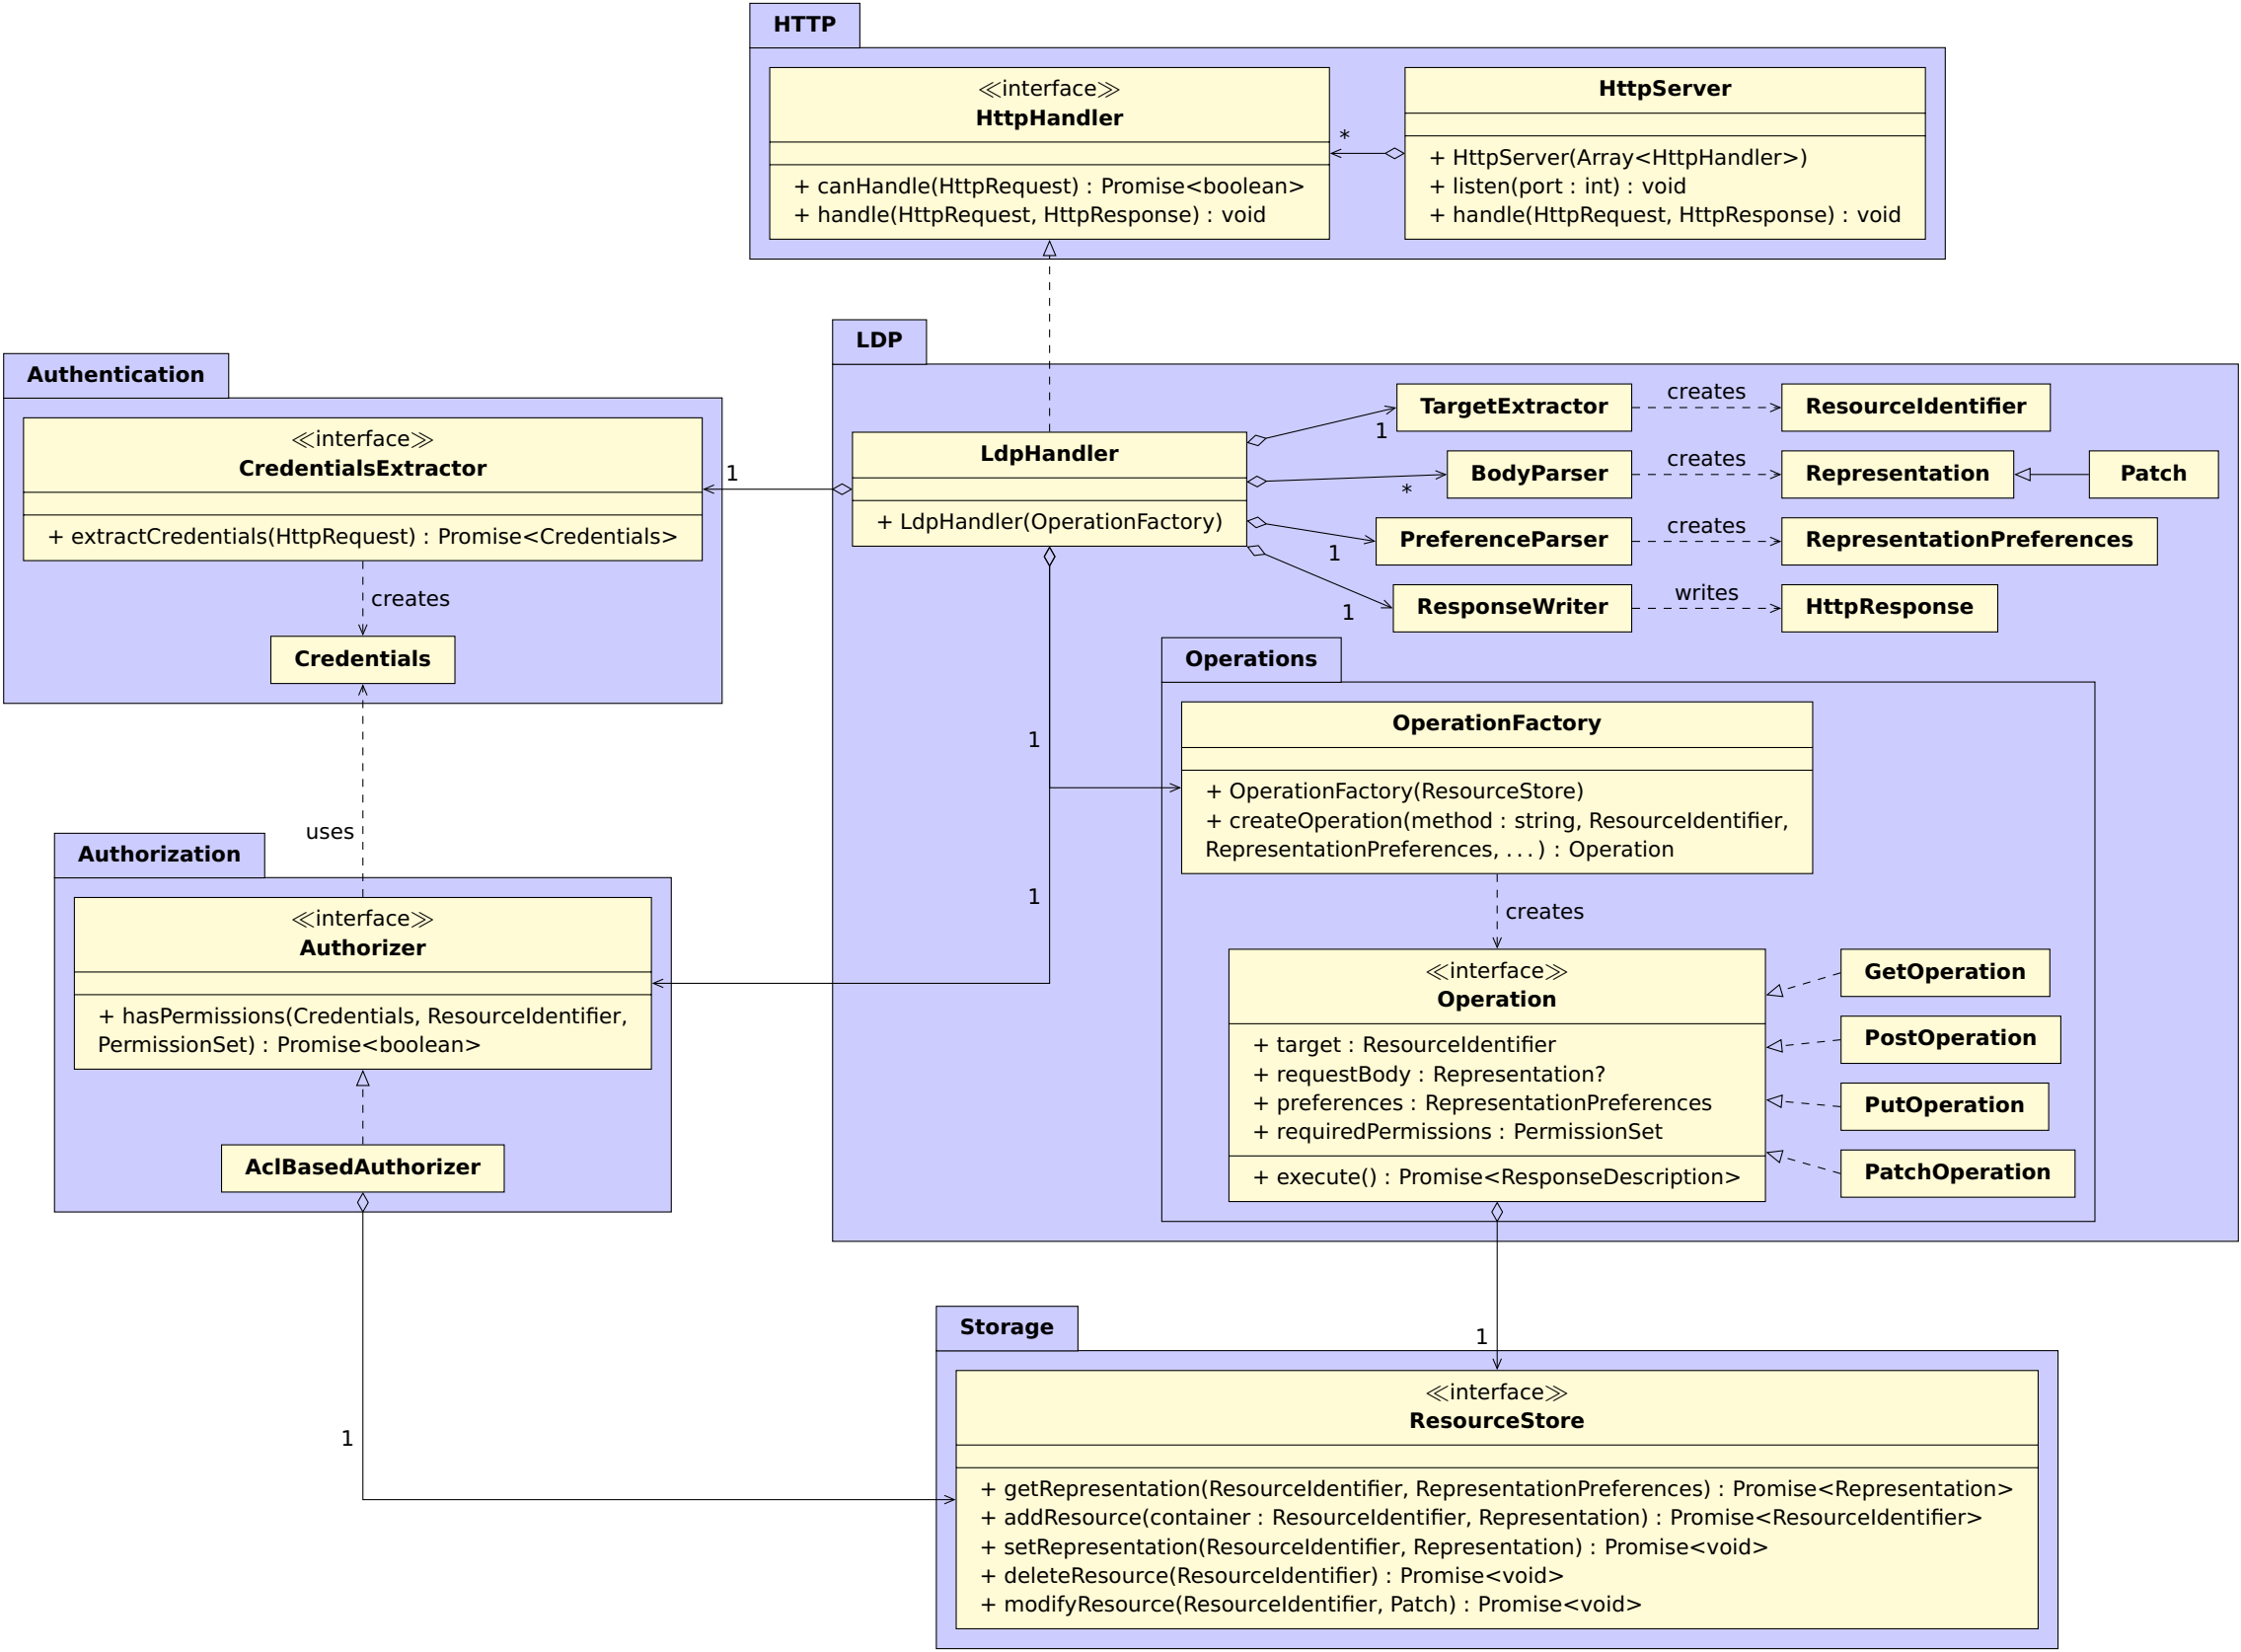 HTTP
≪interface≫
HttpHandler
+ canHandle(HttpRequest) : Promise<boolean>
+ handle(HttpRequest, HttpResponse) : void
*
HttpServer
+ HttpServer(Array<HttpHandler>)
+ listen(port : int) : void
+ handle(HttpRequest, HttpResponse) : void
Authentication
≪interface≫
CredentialsExtractor
+ extractCredentials(HttpRequest) : Promise<Credentials>
creates
Credentials
1
LDP
LdpHandler
+ LdpHandler(OperationFactory)
1
TargetExtractor
creates
ResourceIdentifier
*
BodyParser
creates
Representation
Patch
1
PreferenceParser
creates
RepresentationPreferences
1
ResponseWriter
writes
HttpResponse
1
1
Operations
OperationFactory
+ OperationFactory(ResourceStore)
+ createOperation(method : string, ResourceIdentifier,
RepresentationPreferences, ...) : Operation
creates
≪interface≫
Operation
+ target : ResourceIdentifier
+ requestBody : Representation?
+ preferences : RepresentationPreferences
+ requiredPermissions : PermissionSet
+ execute() : Promise<ResponseDescription>
GetOperation
PostOperation
PutOperation
PatchOperation
uses
Authorization
≪interface≫
Authorizer
+ hasPermissions(Credentials, ResourceIdentifier,
PermissionSet) : Promise<boolean>
AclBasedAuthorizer
1
1
Storage
≪interface≫
ResourceStore
+ getRepresentation(ResourceIdentifier, RepresentationPreferences) : Promise<Representation>
+ addResource(container : ResourceIdentifier, Representation) : Promise<ResourceIdentifier>
+ setRepresentation(ResourceIdentifier, Representation) : Promise<void>
+ deleteResource(ResourceIdentifier) : Promise<void>
+ modifyResource(ResourceIdentifier, Patch) : Promise<void>